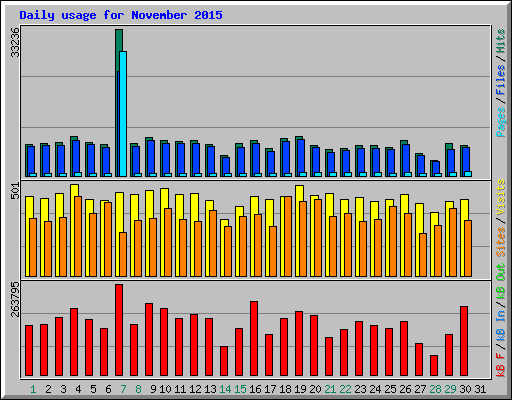 Daily usage for November 2015
33236
Pages / Files / Hits
501
Sites / Visits
263795
kB F / kB In / kB Out
1 2 3 4 5 6 7 8 9 10 11 12 13 14 15 16 17 18 19 20 21 22 23 24 25 26 27 28 29 30 31